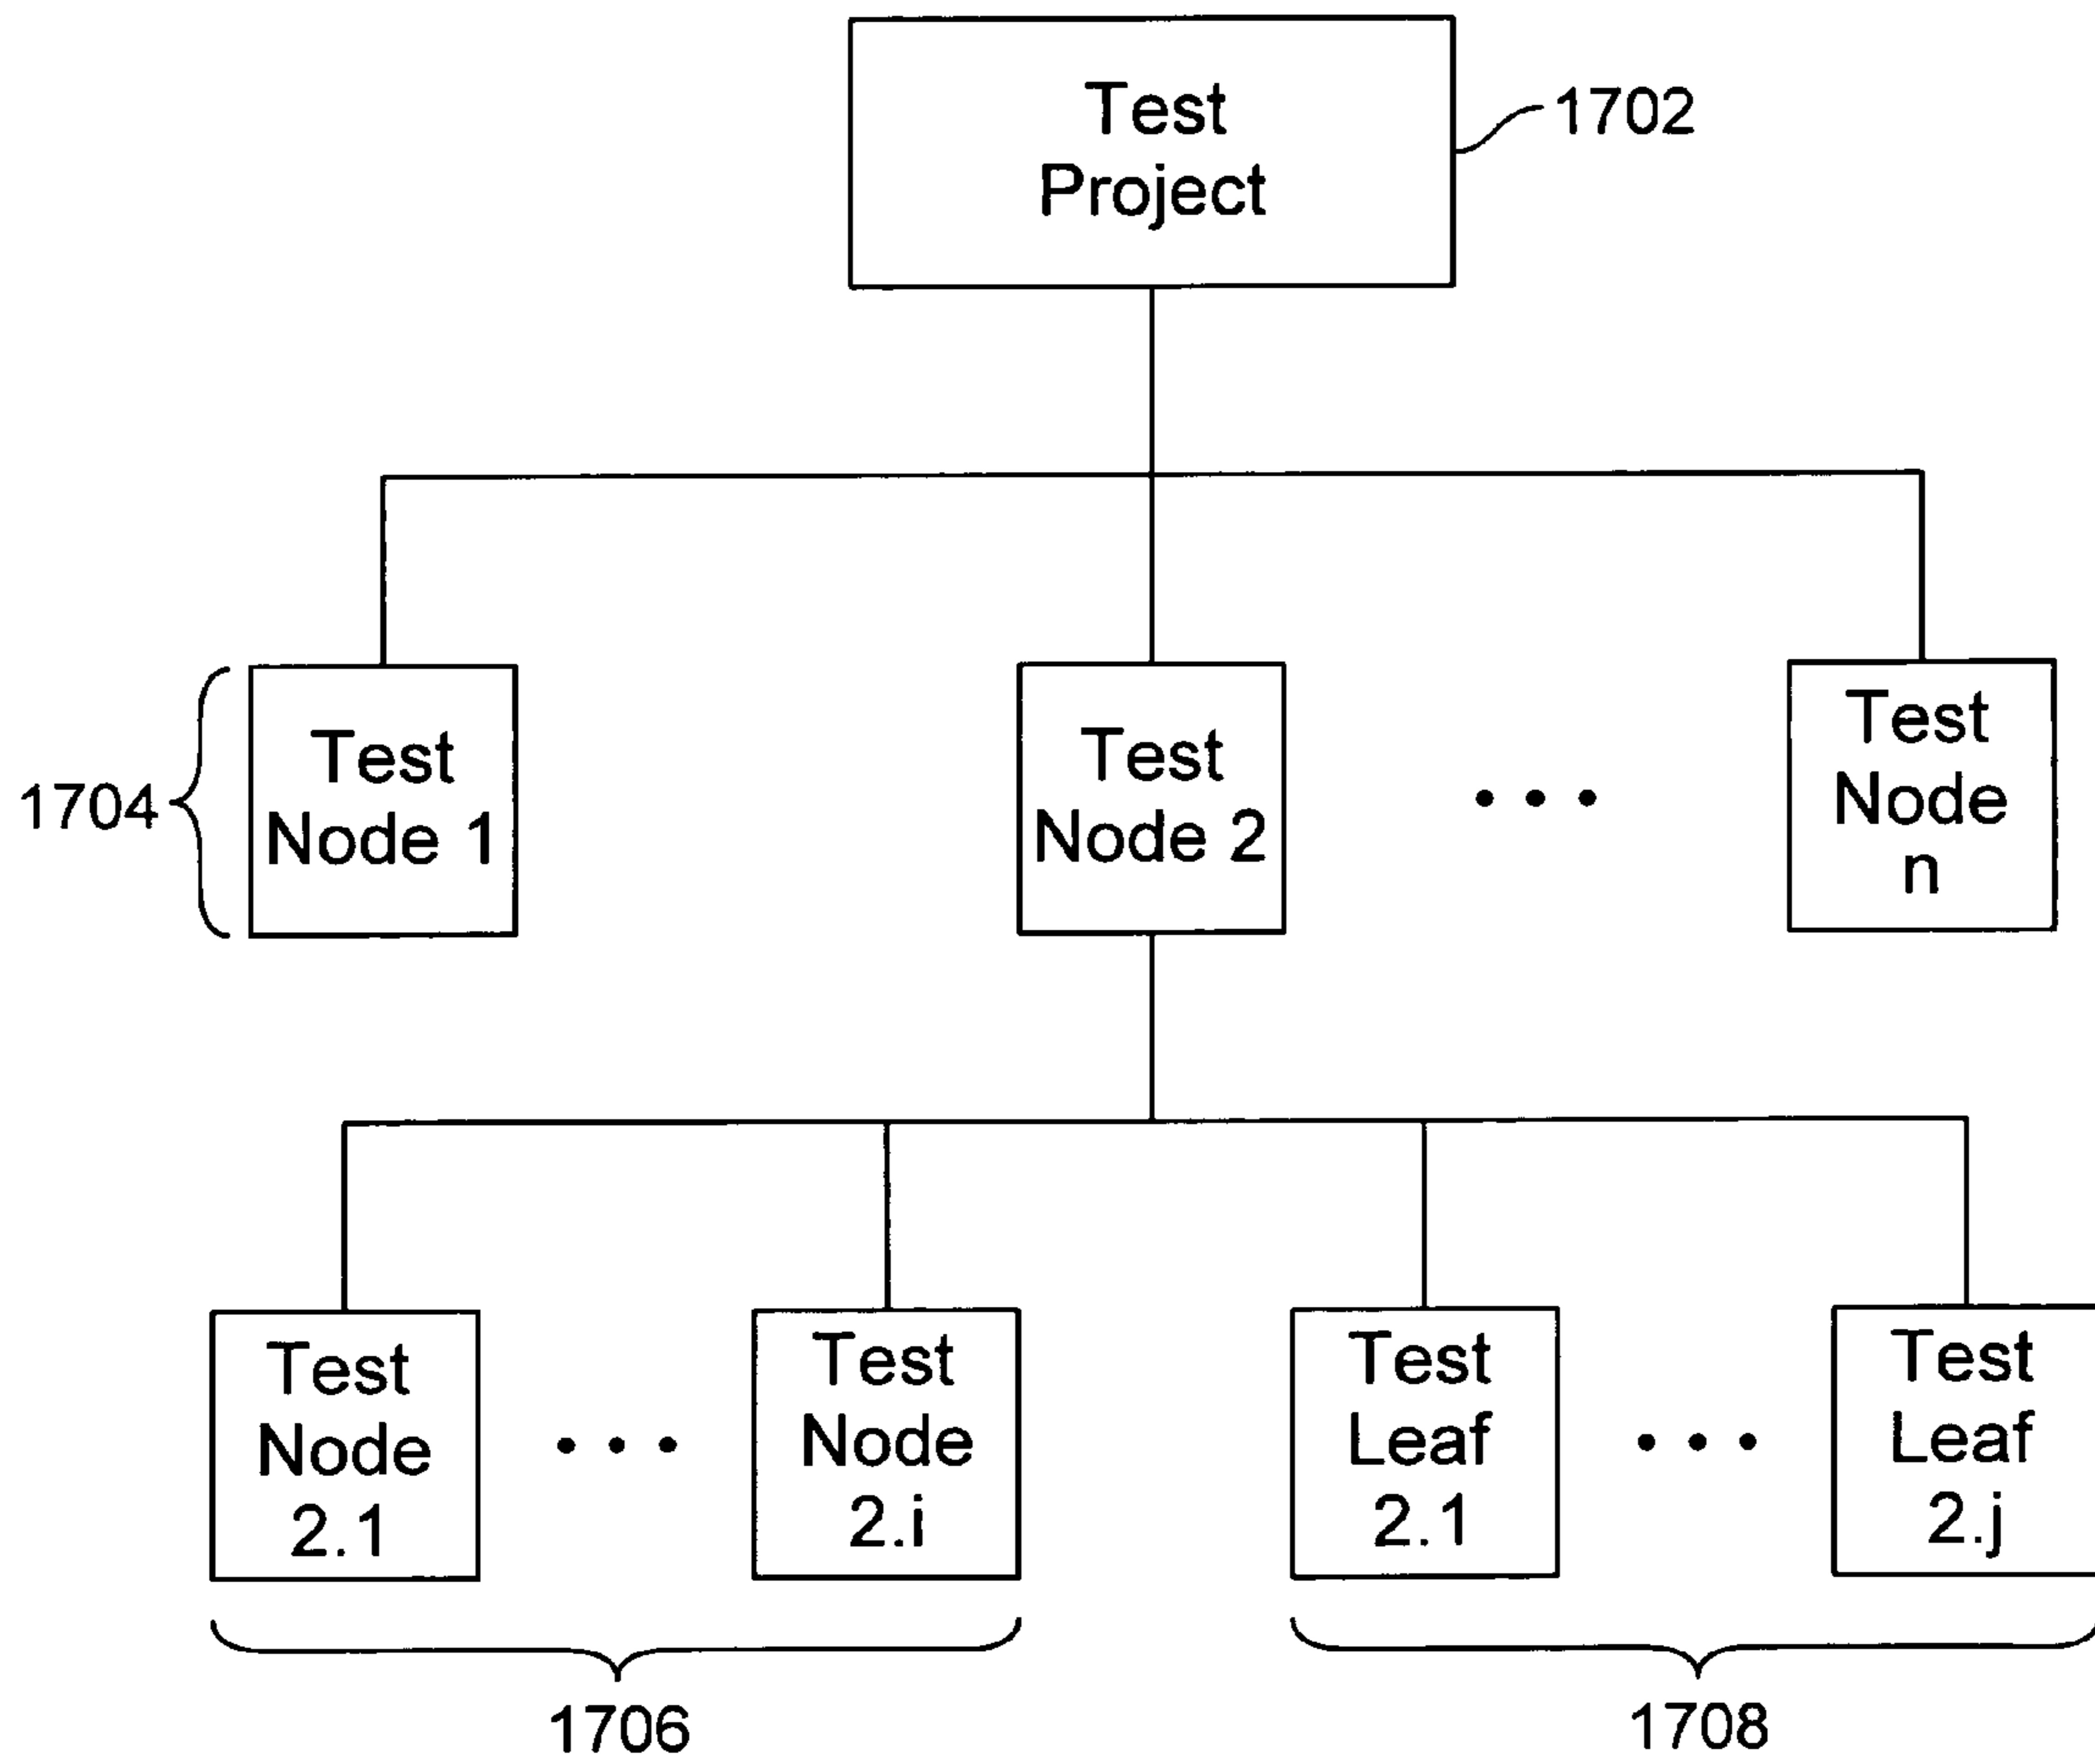 Test
Project
1702
1704
Test
Node 1
Test
Node 2
• • •
Test
Node
n
Test
Node
2.1
• • •
Test
Node
2.i
Test
Leaf
2.1
• • •
Test
Leaf
2.j
1706
1708